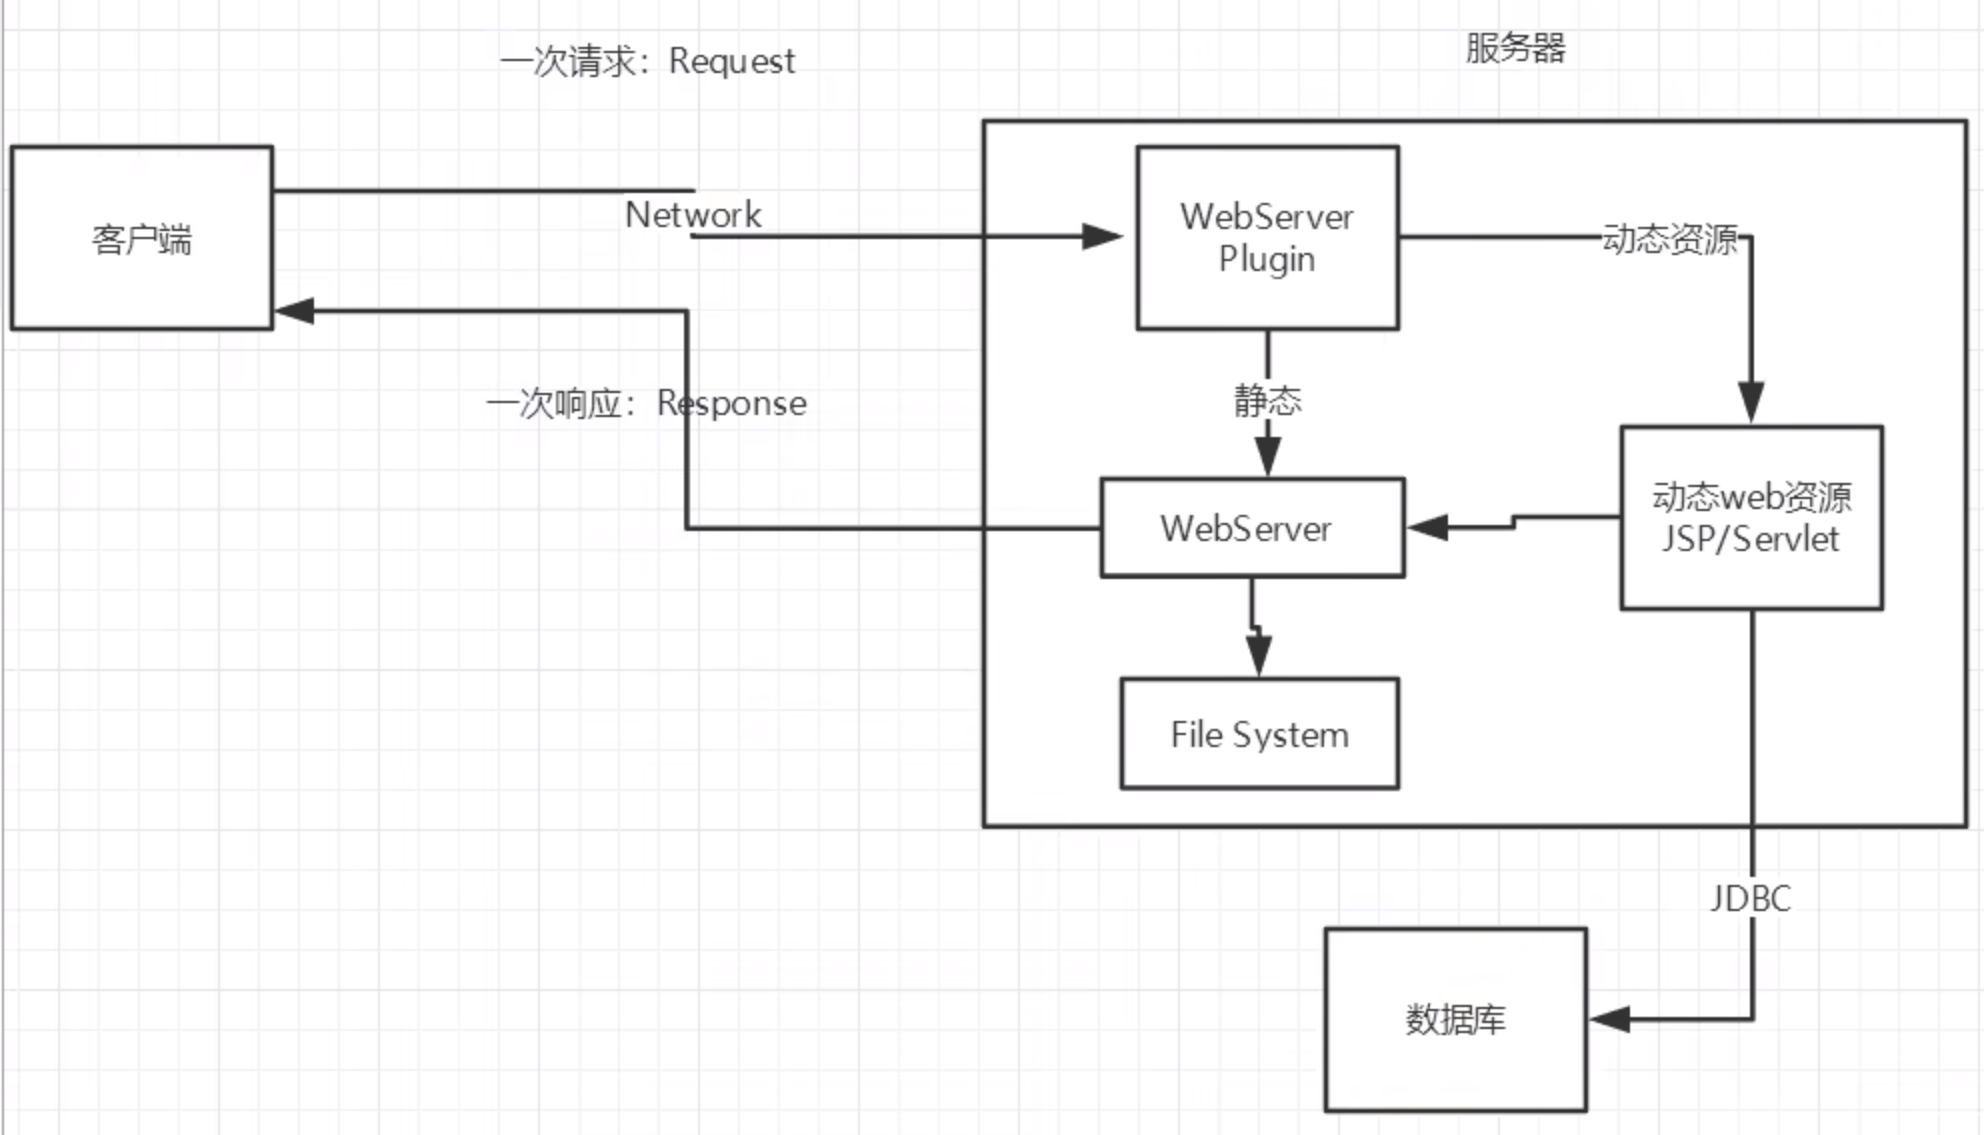 一次请求：Request
服务器
客户端
Network
WebServer
Plugin
动态资源
一次响应：Response
静态
WebServer
动态web资源
JSP/Servlet
File System
JDBC
数据库